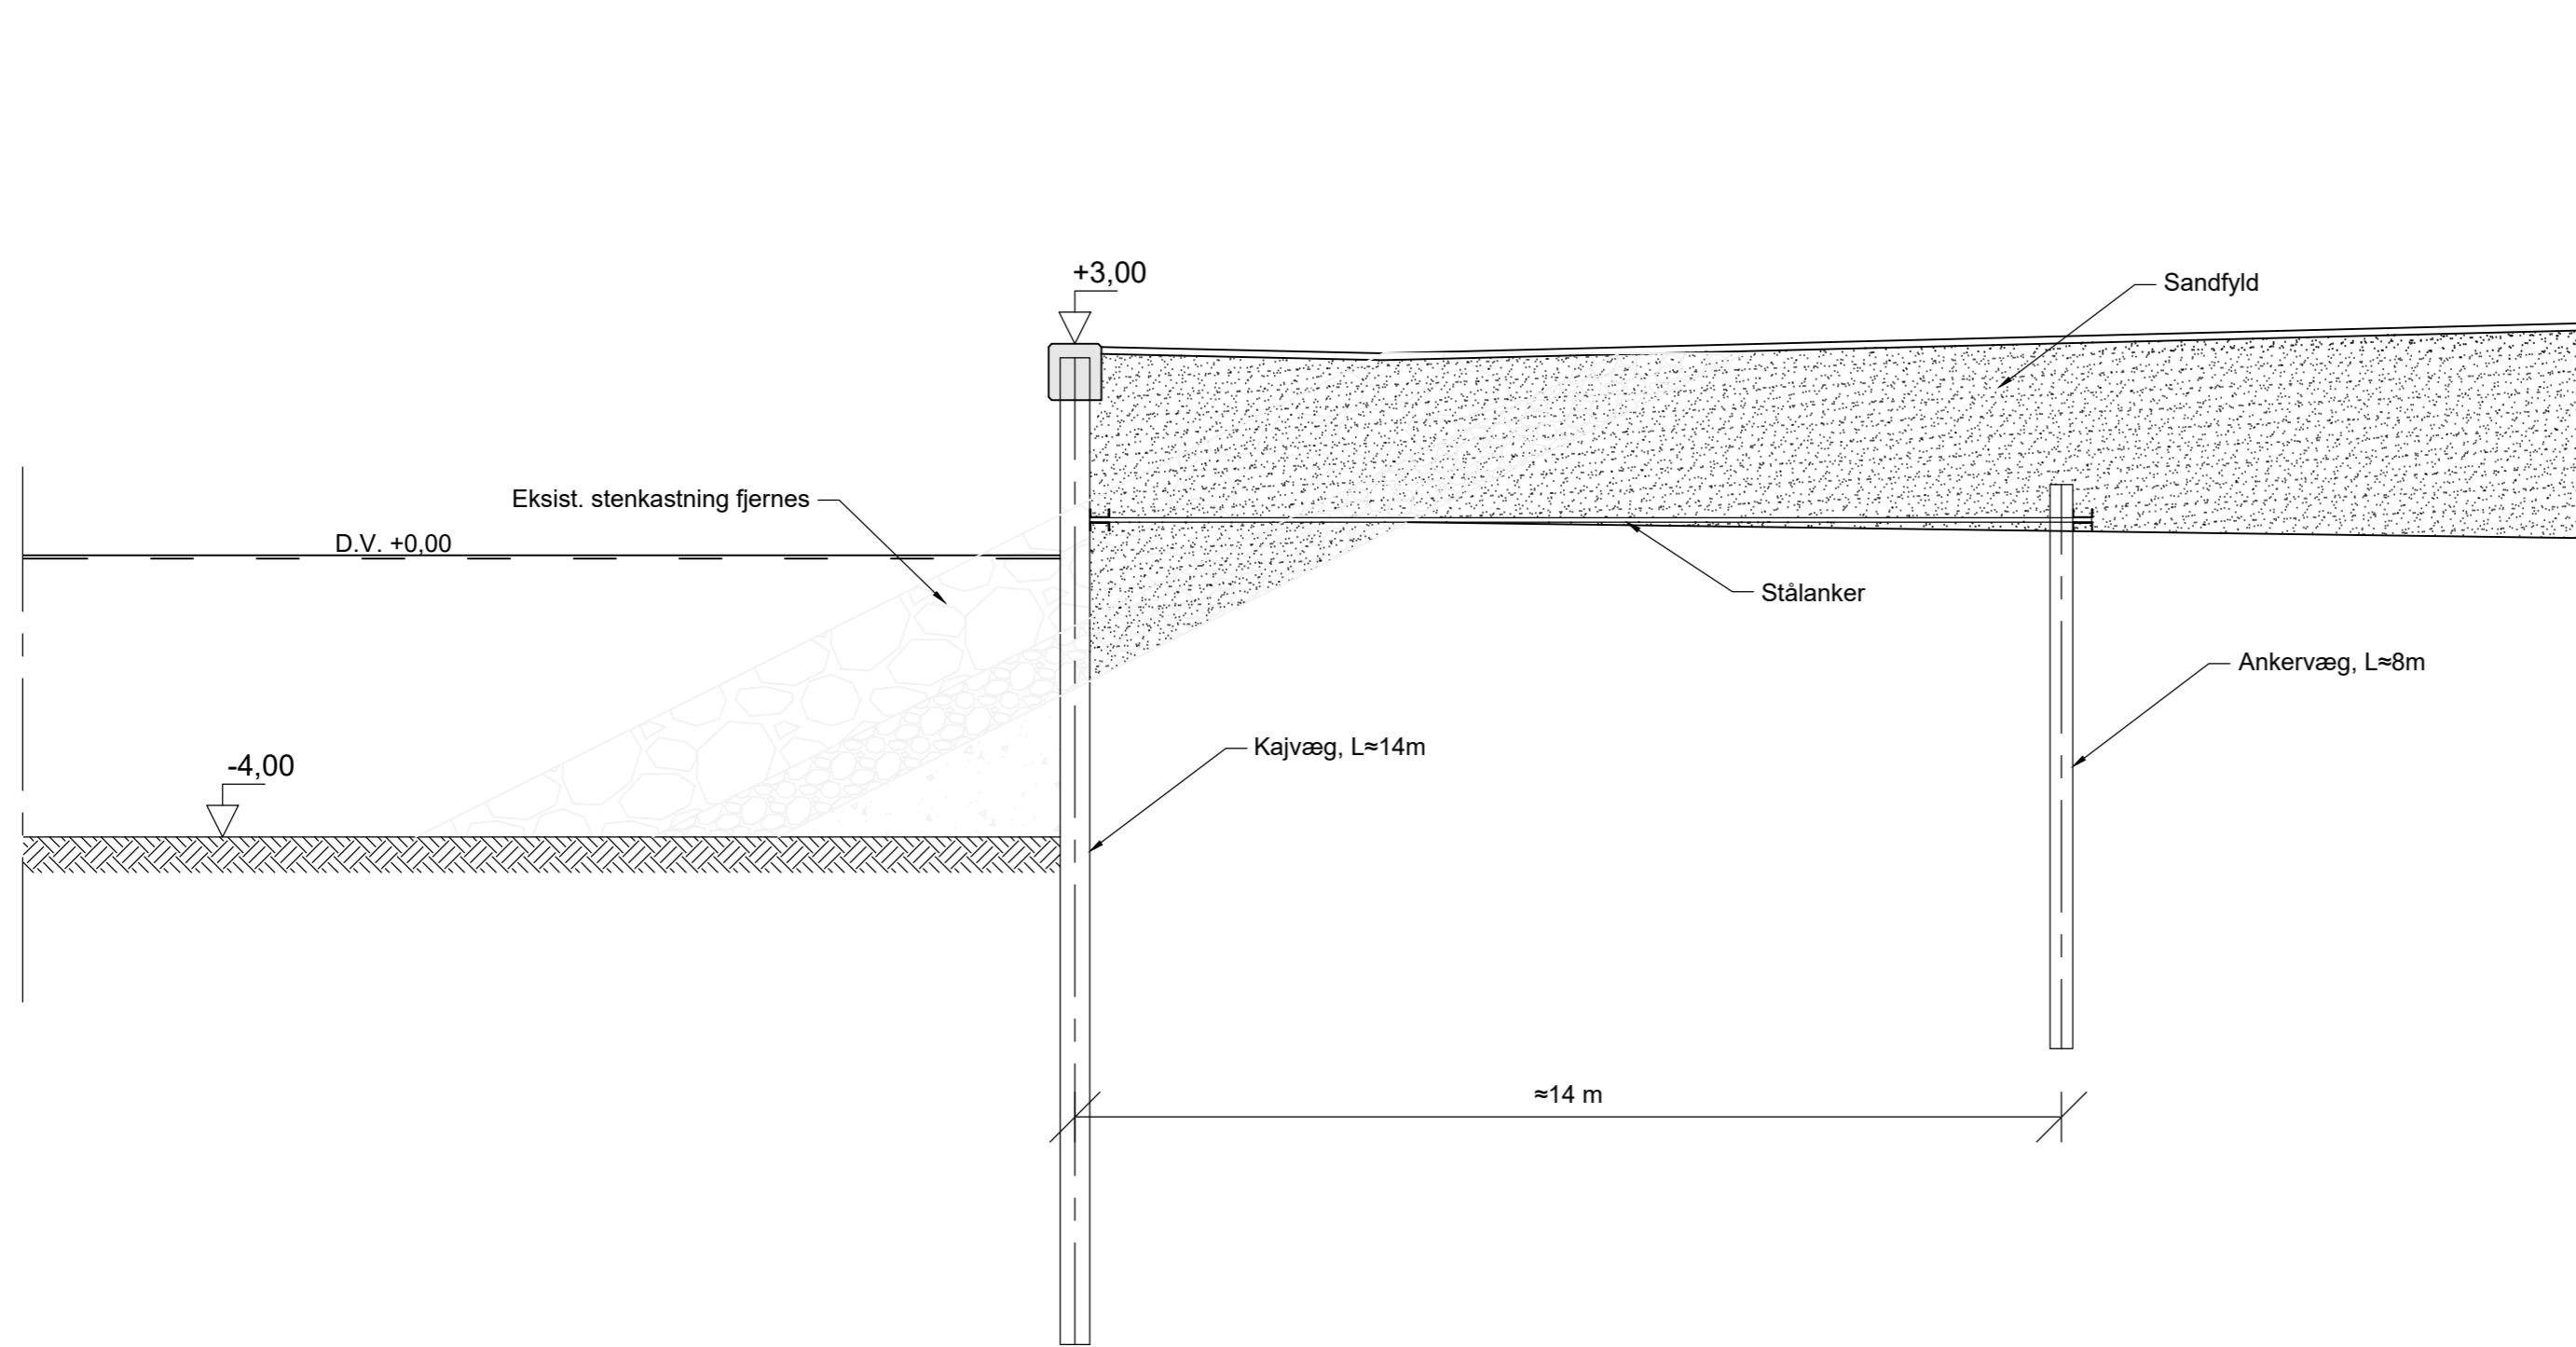 +3,00
Sandfyld
Eksist. stenkastning fjernes
D.V. +0,00
Stålanker
Ankervæg, L≈8m
Kajvæg, L≈14m
-4,00
≈14 m